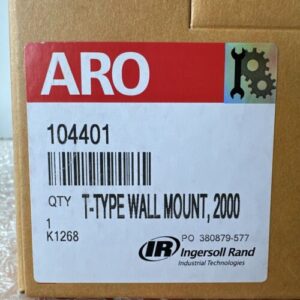 ARO
104401
QTY T-TYPE WALL MOUNT, 2000
1
K1268
PO 380879-577
IR Ingersoll Rand
Industrial Technologies